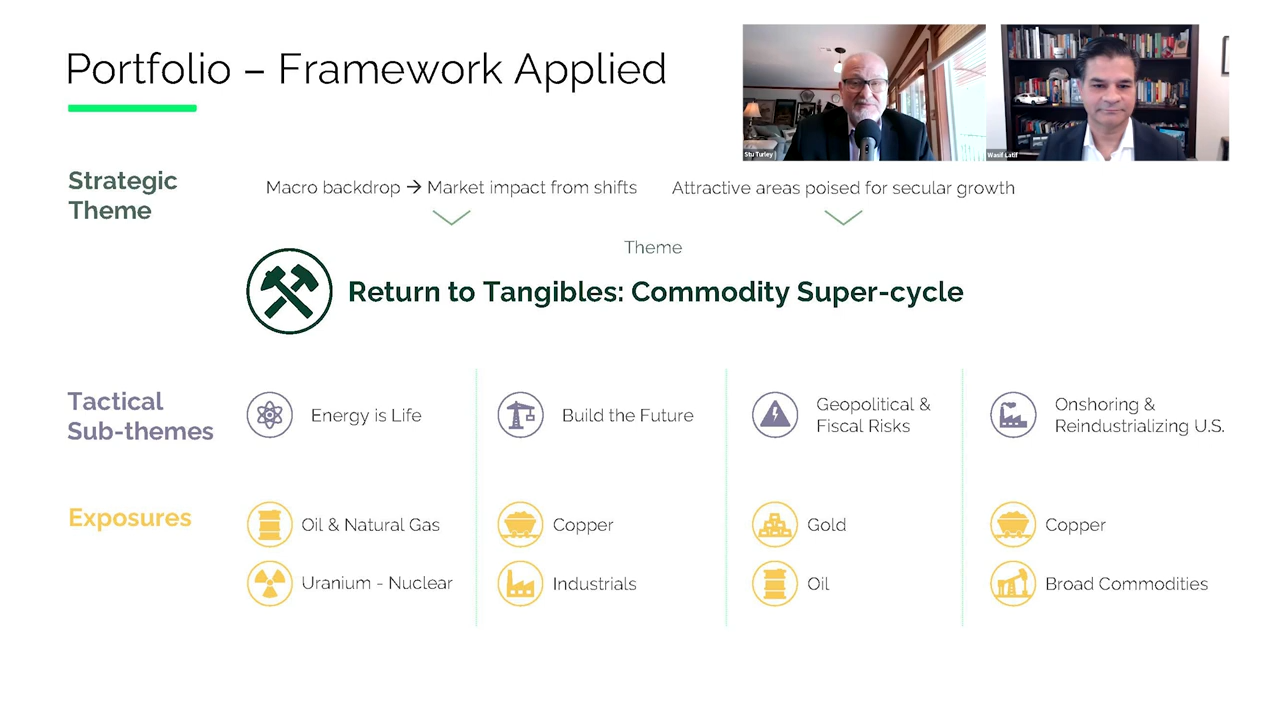 Portfolio – Framework Applied
Stu Turley
Wasif Latif
Strategic
Theme
Macro backdrop → Market impact from shifts
Attractive areas poised for secular growth
Theme
Return to Tangibles: Commodity Super-cycle
Tactical
Sub-themes
Energy is Life
Build the Future
Geopolitical &
Fiscal Risks
Onshoring &
Reindustrializing U.S.
Exposures
Oil & Natural Gas
Copper
Gold
Copper
Uranium - Nuclear
Industrials
Oil
Broad Commodities